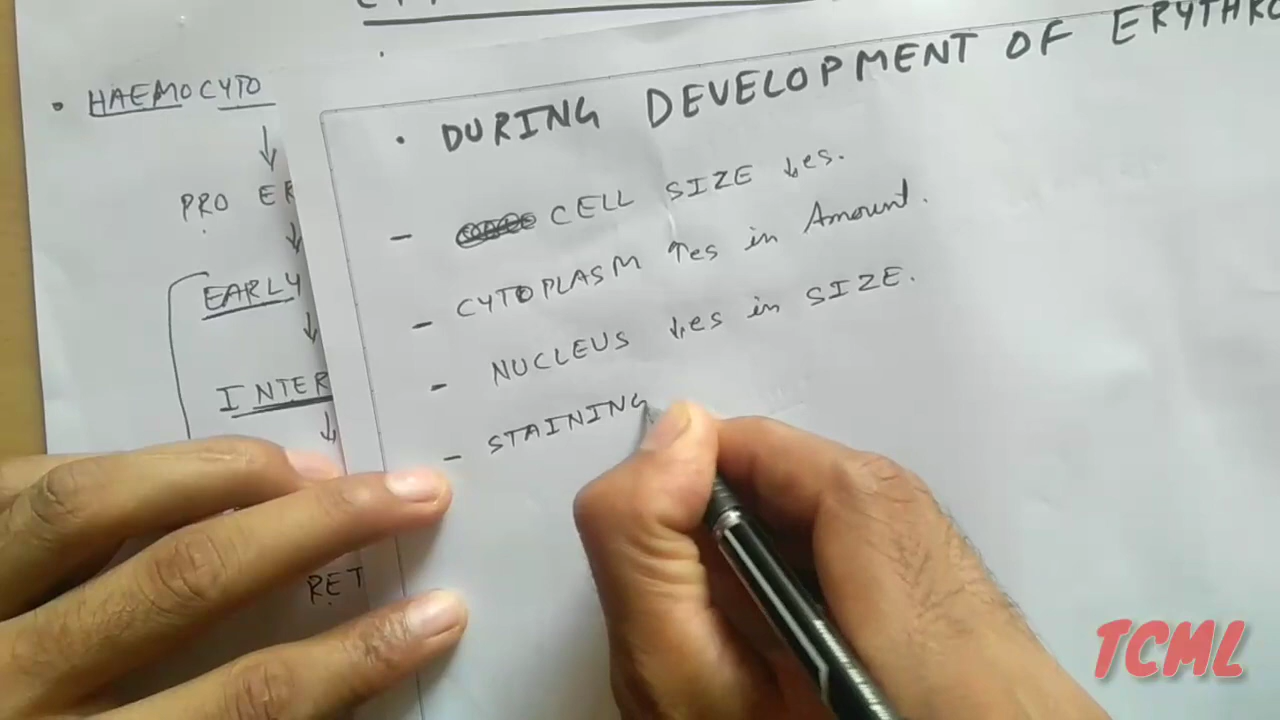 • HAEMOCYTO
↓
PRO ER
↓
EARLY
↓
INTER
↓
RET
• DURING DEVELOPMENT OF ERYTHRO
- CELL SIZE ↓es.
- CYTOPLASM ↑es in Amount.
- NUCLEUS ↓es in SIZE.
- STAINING
TCML